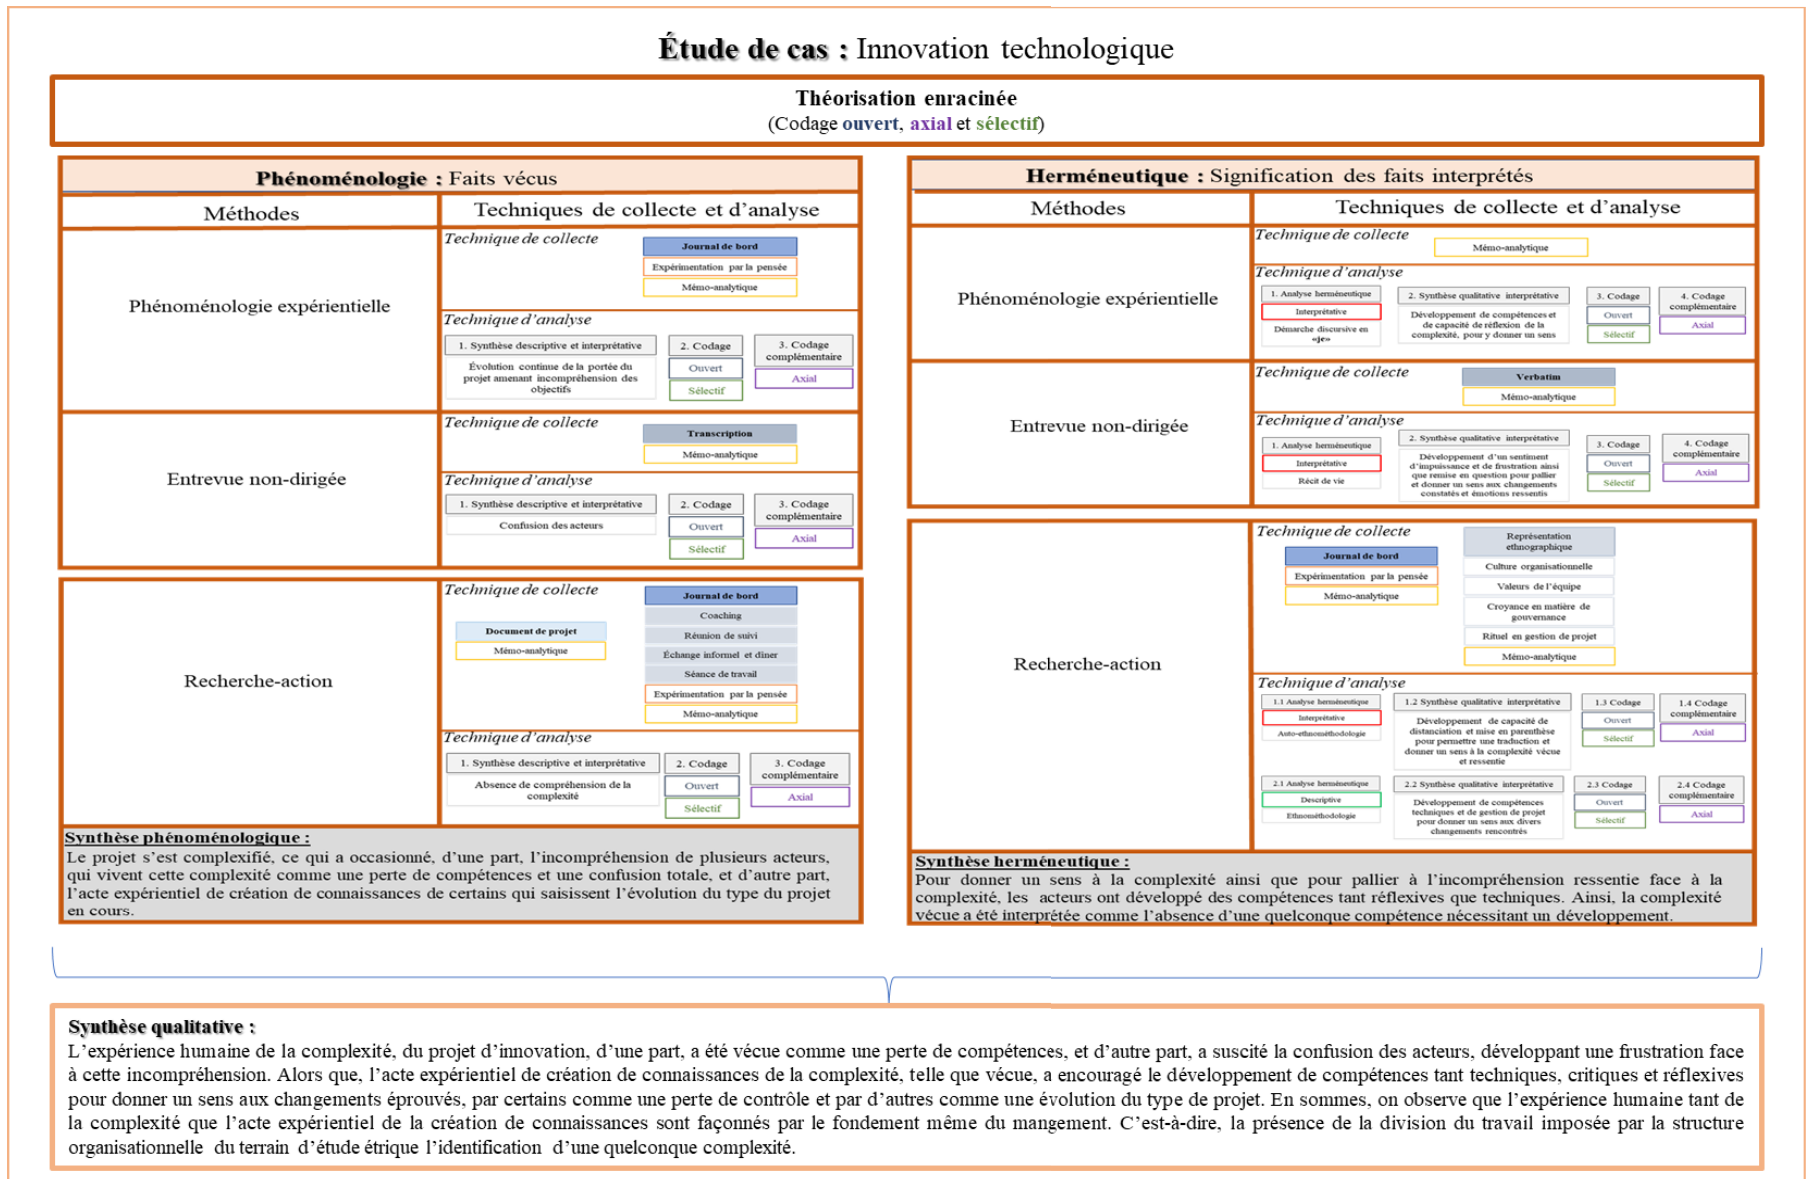 Étude de cas : Innovation technologique
Théorisation enracinée
(Codage ouvert, axial et sélectif)
Phénoménologie : Faits vécus
Méthodes
Techniques de collecte et d’analyse
Phénoménologie expérientielle
Technique de collecte
Journal de bord
Expérimentation par la pensée
Mémo-analytique
Technique d’analyse
1. Synthèse descriptive et interprétative
Évolution continue de la portée du
projet amenant incompréhension des
objectifs
2. Codage
Ouvert
Sélectif
3. Codage
complémentaire
Axial
Entrevue non-dirigée
Technique de collecte
Transcription
Mémo-analytique
Technique d’analyse
1. Synthèse descriptive et interprétative
Confusion des acteurs
2. Codage
Ouvert
Sélectif
3. Codage
complémentaire
Axial
Recherche-action
Technique de collecte
Document de projet
Mémo-analytique
Journal de bord
Coaching
Réunion de suivi
Échange informel et dîner
Séance de travail
Expérimentation par la pensée
Mémo-analytique
Technique d’analyse
1. Synthèse descriptive et interprétative
Absence de compréhension de la
complexité
2. Codage
Ouvert
Sélectif
3. Codage
complémentaire
Axial
Synthèse phénoménologique :
Le projet s’est complexifié, ce qui a occasionné, d’une part, l’incompréhension de plusieurs acteurs,
qui vivent cette complexité comme une perte de compétences et une confusion totale, et d’autre part,
l’acte expérientiel de création de connaissances de certains qui saisissent l’évolution du type du projet
en cours.
Herméneutique : Signification des faits interprétés
Méthodes
Techniques de collecte et d’analyse
Phénoménologie expérientielle
Technique de collecte
Mémo-analytique
Technique d’analyse
1. Analyse herméneutique
Interprétative
Démarche discursive en
«je»
2. Synthèse qualitative interprétative
Développement de compétences et
de capacité de réflexion de la
complexité, pour y donner un sens
3. Codage
Ouvert
Sélectif
4. Codage
complémentaire
Axial
Entrevue non-dirigée
Technique de collecte
Verbatim
Mémo-analytique
Technique d’analyse
1. Analyse herméneutique
Interprétative
Récit de vie
2. Synthèse qualitative interprétative
Développement d’un sentiment
d’impuissance et de frustration ainsi
que remise en question pour pallier
et donner un sens aux changements
constatés et émotions ressentis
3. Codage
Ouvert
Sélectif
4. Codage
complémentaire
Axial
Recherche-action
Technique de collecte
Journal de bord
Expérimentation par la pensée
Mémo-analytique
Représentation
ethnographique
Culture organisationnelle
Valeurs de l’équipe
Croyance en matière de
gouvernance
Rituel en gestion de projet
Mémo-analytique
Technique d’analyse
1.1 Analyse herméneutique
Interprétative
Auto-ethnométhodologie
1.2 Synthèse qualitative interprétative
Développement de capacité de
distanciation et mise en parenthèse
pour permettre une traduction et
donner un sens à la complexité vécue
et ressentie
1.3 Codage
Ouvert
Sélectif
1.4 Codage
complémentaire
Axial
2.1 Analyse herméneutique
Descriptive
Ethnométhodologie
2.2 Synthèse qualitative interprétative
Développement de compétences
techniques et de gestion de projet
pour donner un sens aux divers
changements rencontrés
2.3 Codage
Ouvert
Sélectif
2.4 Codage
complémentaire
Axial
Synthèse herméneutique :
Pour donner un sens à la complexité ainsi que pour pallier à l’incompréhension ressentie face à la
complexité, les acteurs ont développé des compétences tant réflexives que techniques. Ainsi, la complexité
vécue a été interprétée comme l’absence d’une quelconque compétence nécessitant un développement.
Synthèse qualitative :
L’expérience humaine de la complexité, du projet d’innovation, d’une part, a été vécue comme une perte de compétences, et d’autre part, a suscité la confusion des acteurs, développant une frustration face
à cette incompréhension. Alors que, l’acte expérientiel de création de connaissances de la complexité, telle que vécue, a encouragé le développement de compétences tant techniques, critiques et réflexives
pour donner un sens aux changements éprouvés, par certains comme une perte de contrôle et par d’autres comme une évolution du type de projet. En sommes, on observe que l’expérience humaine tant de
la complexité que l’acte expérientiel de la création de connaissances sont façonnés par le fondement même du mangement. C’est-à-dire, la présence de la division du travail imposée par la structure
organisationnelle du terrain d’étude étrique l’identification d’une quelconque complexité.